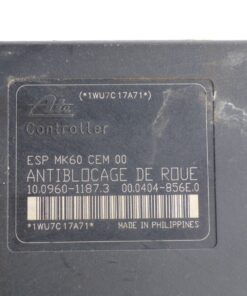 (*1WU7C17A71*)
Ate
Controller
ESP MK60 CEM 00
ANTIBLOCAGE DE ROUE
10.0960-1187.3 00.0404-856E.0
*1WU7C17A71*
MADE IN PHILIPPINES